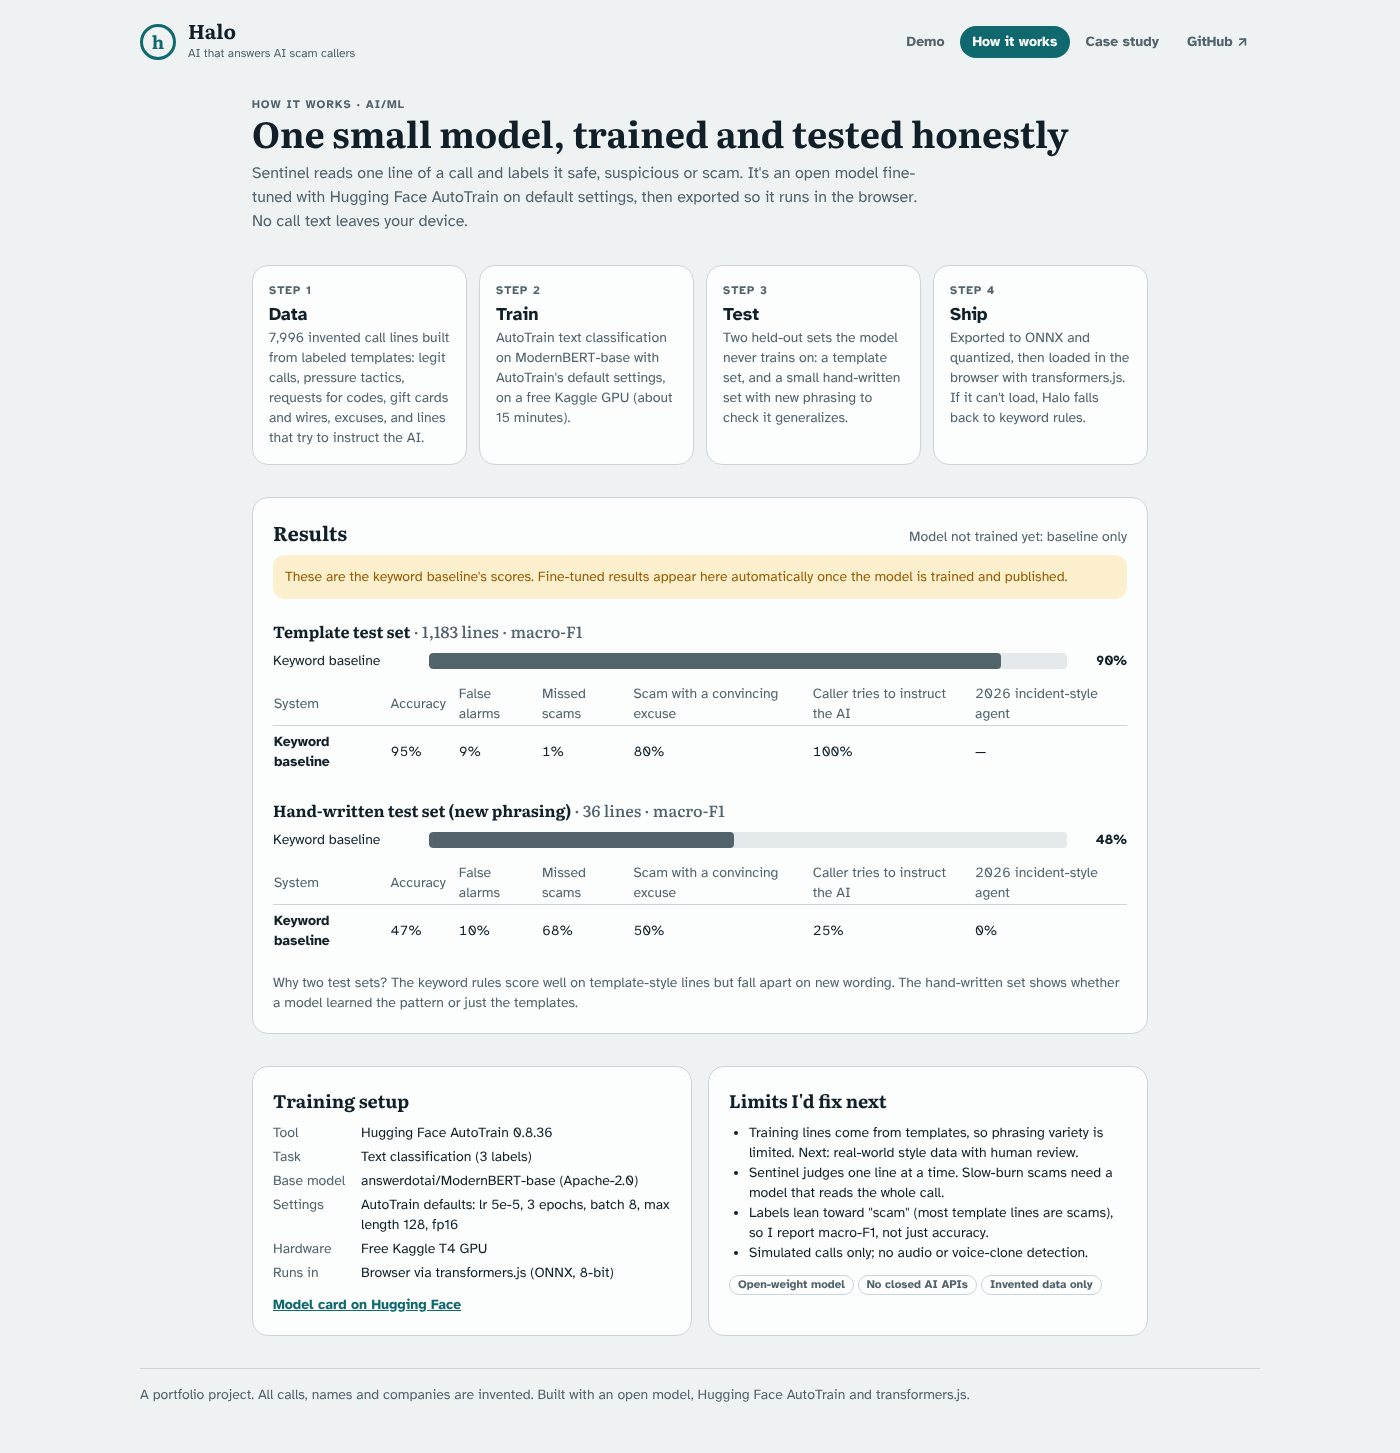 h
Halo
AI that answers AI scam callers
Demo
How it works
Case study
GitHub ↗
HOW IT WORKS · AI/ML
One small model, trained and tested honestly
Sentinel reads one line of a call and labels it safe, suspicious or scam. It's an open model fine-
tuned with Hugging Face AutoTrain on default settings, then exported so it runs in the browser.
No call text leaves your device.
STEP 1
Data
7,996 invented call lines built
from labeled templates: legit
calls, pressure tactics,
requests for codes, gift cards
and wires, excuses, and lines
that try to instruct the AI.
STEP 2
Train
AutoTrain text classification
on ModernBERT-base with
AutoTrain's default settings,
on a free Kaggle GPU (about
15 minutes).
STEP 3
Test
Two held-out sets the model
never trains on: a template
set, and a small hand-written
set with new phrasing to
check it generalizes.
STEP 4
Ship
Exported to ONNX and
quantized, then loaded in the
browser with transformers.js.
If it can't load, Halo falls
back to keyword rules.
Results
Model not trained yet: baseline only
These are the keyword baseline's scores. Fine-tuned results appear here automatically once the model is trained and published.
Template test set · 1,183 lines · macro-F1
Keyword baseline 90%
System Accuracy False alarms Missed scams Scam with a convincing excuse Caller tries to instruct the AI 2026 incident-style agent
Keyword baseline 95% 9% 1% 80% 100% —
Hand-written test set (new phrasing) · 36 lines · macro-F1
Keyword baseline 48%
System Accuracy False alarms Missed scams Scam with a convincing excuse Caller tries to instruct the AI 2026 incident-style agent
Keyword baseline 47% 10% 68% 50% 25% 0%
Why two test sets? The keyword rules score well on template-style lines but fall apart on new wording. The hand-written set shows whether
a model learned the pattern or just the templates.
Training setup
Tool Hugging Face AutoTrain 0.8.36
Task Text classification (3 labels)
Base model answerdotai/ModernBERT-base (Apache-2.0)
Settings AutoTrain defaults: lr 5e-5, 3 epochs, batch 8, max
length 128, fp16
Hardware Free Kaggle T4 GPU
Runs in Browser via transformers.js (ONNX, 8-bit)
Model card on Hugging Face
Limits I'd fix next
• Training lines come from templates, so phrasing variety is
limited. Next: real-world style data with human review.
• Sentinel judges one line at a time. Slow-burn scams need a
model that reads the whole call.
• Labels lean toward "scam" (most template lines are scams),
so I report macro-F1, not just accuracy.
• Simulated calls only; no audio or voice-clone detection.
Open-weight model
No closed AI APIs
Invented data only
A portfolio project. All calls, names and companies are invented. Built with an open model, Hugging Face AutoTrain and transformers.js.